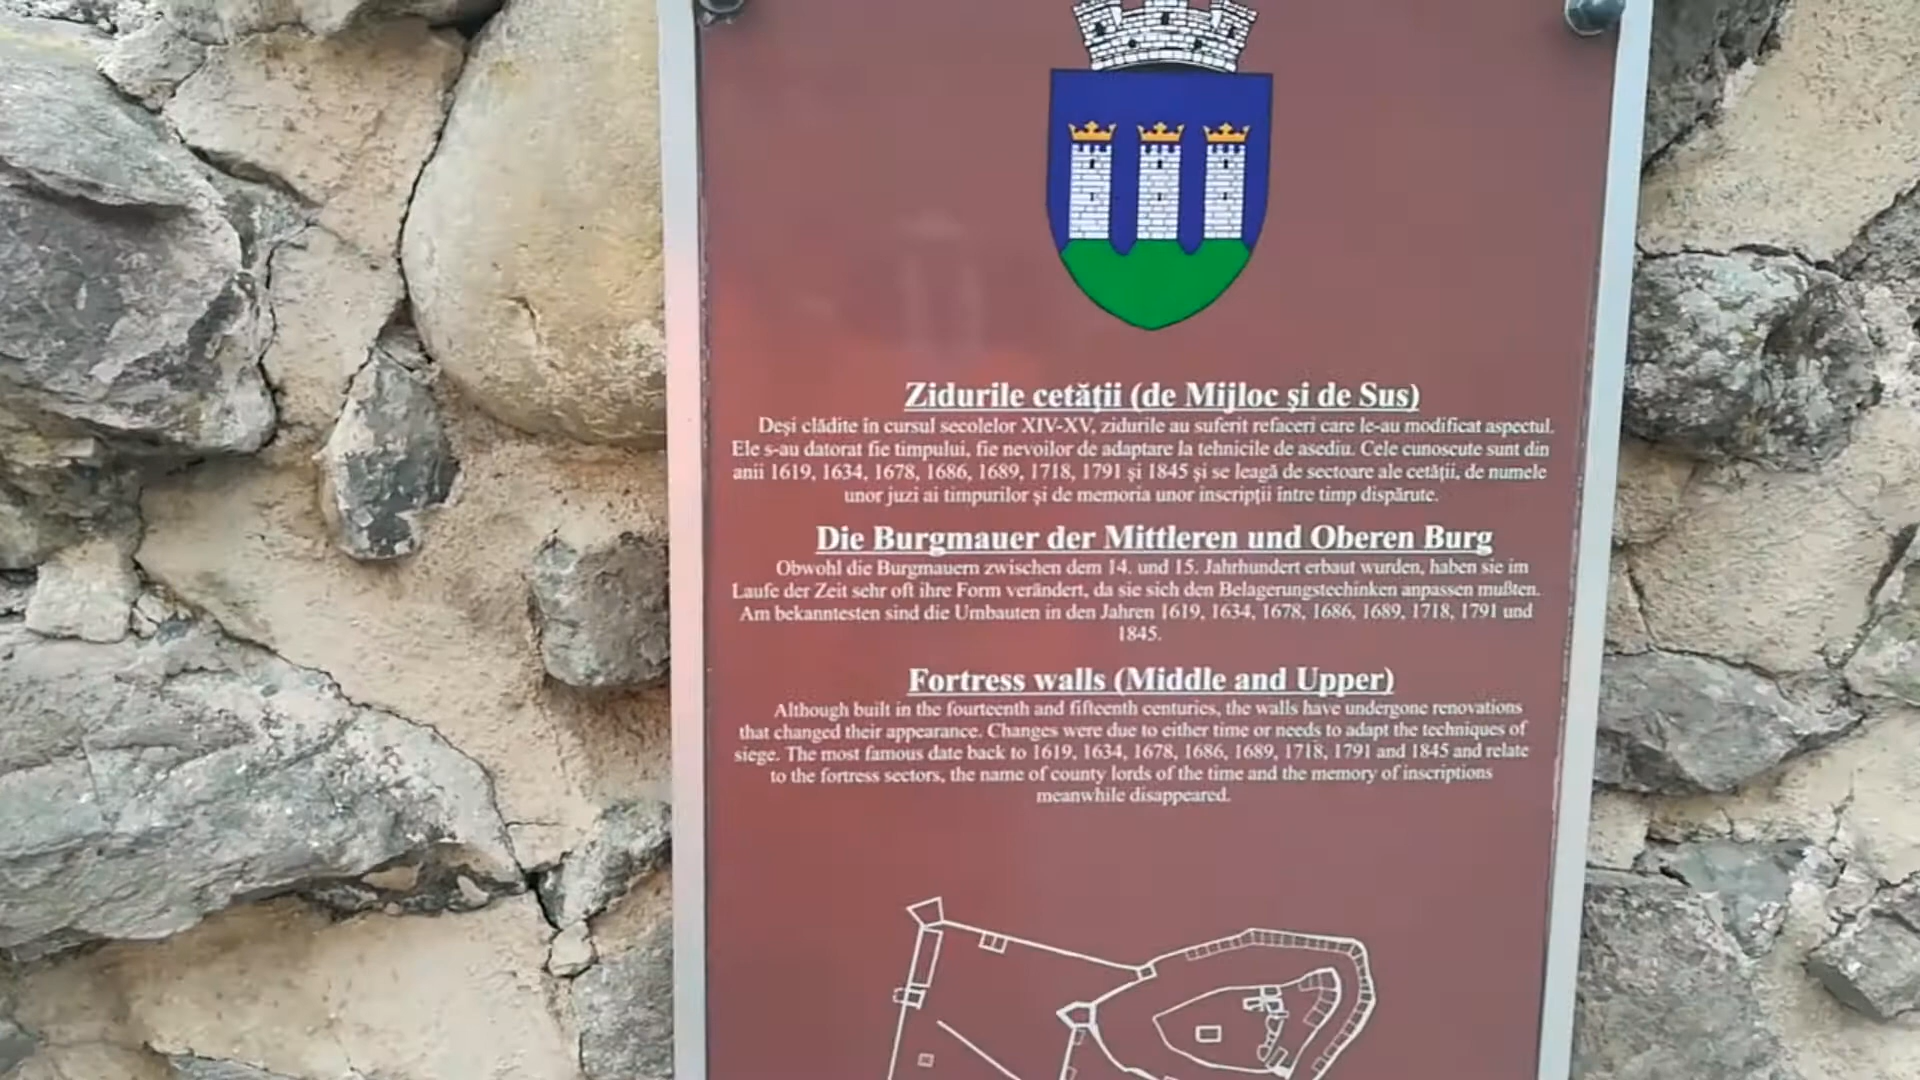 Zidurile cetății (de Mijloc și de Sus)
Deși clădite în cursul secolelor XIV-XV, zidurile au suferit refaceri care le-au modificat aspectul.
Ele s-au datorat fie timpului, fie nevoilor de adaptare la tehnicile de asediu. Cele cunoscute sunt din
anii 1619, 1634, 1678, 1686, 1689, 1718, 1791 și 1845 și se leagă de sectoare ale cetății, de numele
unor juzi ai timpurilor și de memoria unor inscripții între timp dispărute.
Die Burgmauer der Mittleren und Oberen Burg
Obwohl die Burgmauern zwischen dem 14. und 15. Jahrhundert erbaut wurden, haben sie im
Laufe der Zeit sehr oft ihre Form verändert, da sie sich den Belagerungstechinken anpassen mußten.
Am bekanntesten sind die Umbauten in den Jahren 1619, 1634, 1678, 1686, 1689, 1718, 1791 und
1845.
Fortress walls (Middle and Upper)
Although built in the fourteenth and fifteenth centuries, the walls have undergone renovations
that changed their appearance. Changes were due to either time or needs to adapt the techniques of
siege. The most famous date back to 1619, 1634, 1678, 1686, 1689, 1718, 1791 and 1845 and relate
to the fortress sectors, the name of county lords of the time and the memory of inscriptions
meanwhile disappeared.